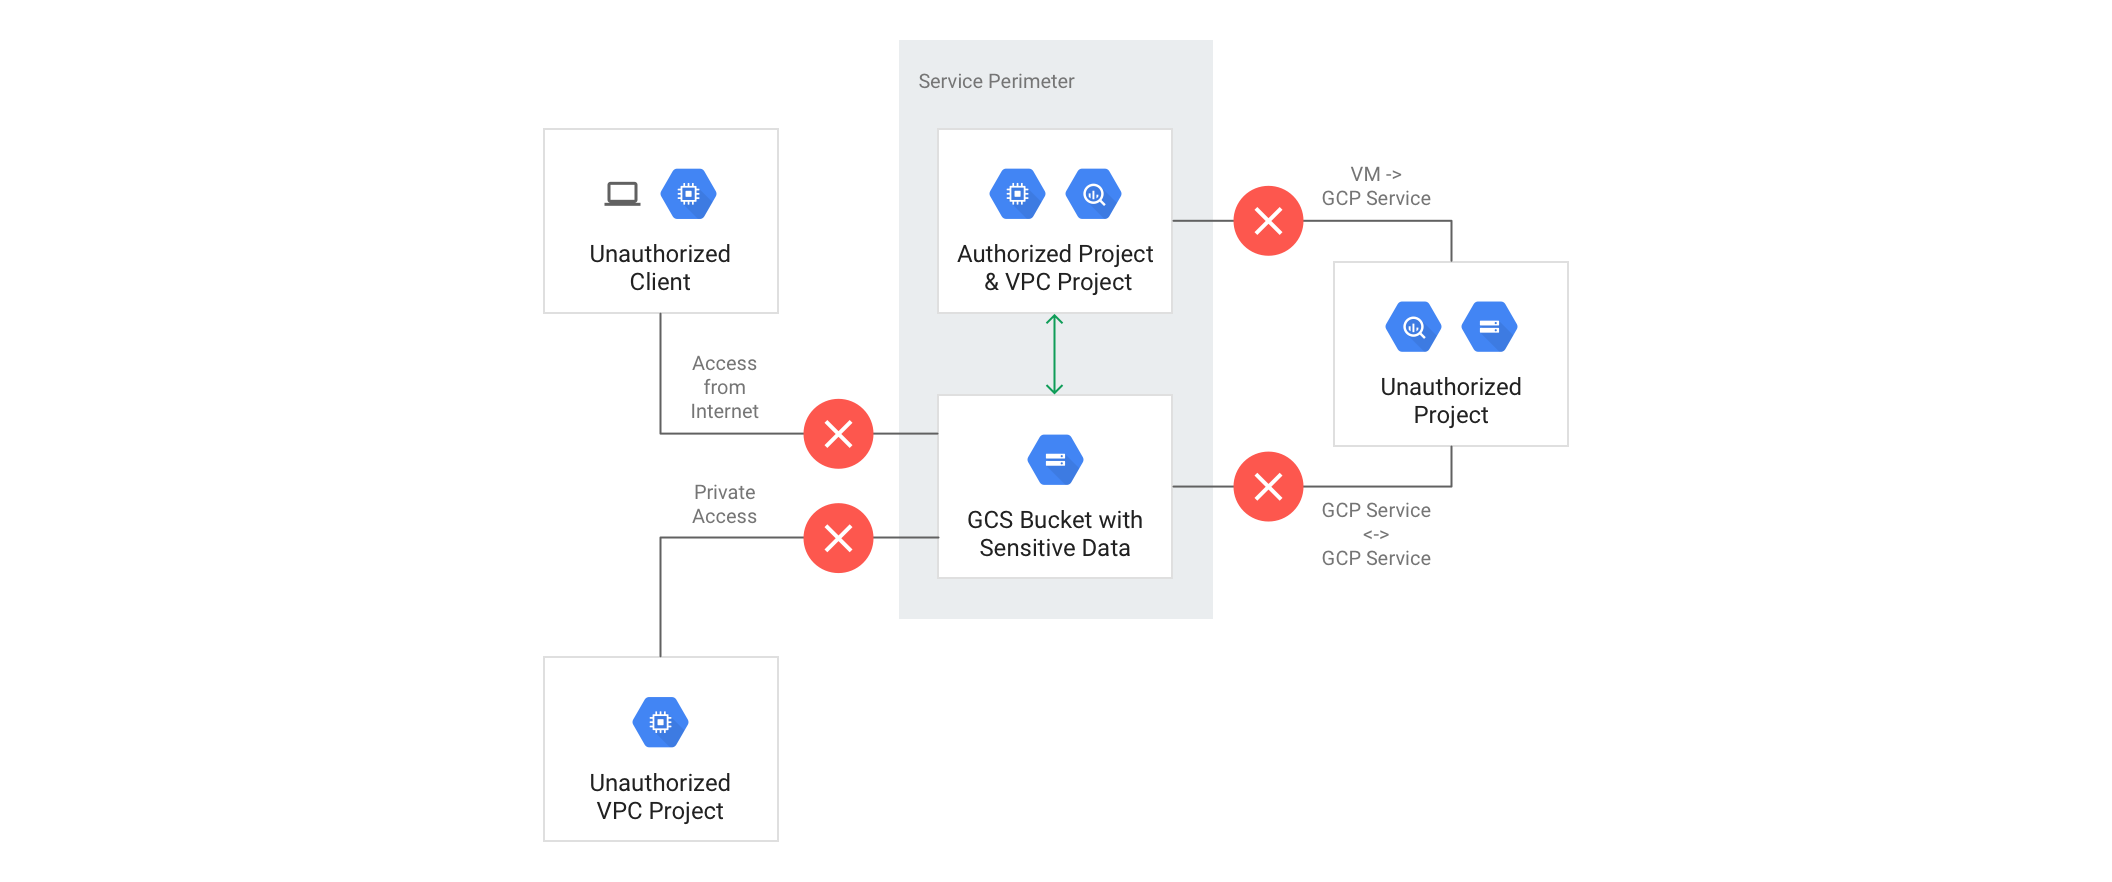 Service Perimeter
Unauthorized
Client
Authorized Project
& VPC Project
VM ->
GCP Service
Access
from
Internet
Unauthorized
Project
Private
Access
GCS Bucket with
Sensitive Data
GCP Service
<->
GCP Service
Unauthorized
VPC Project